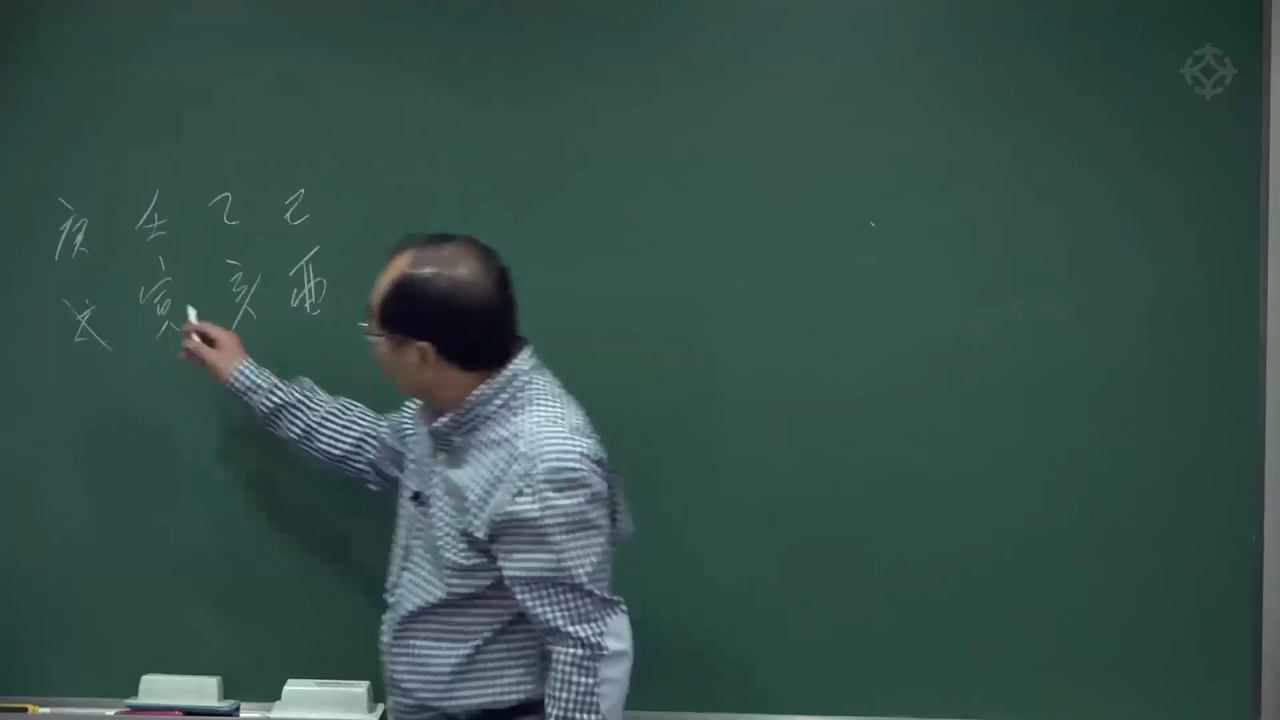 庚 壬 乙 己
戌 寅 亥 酉